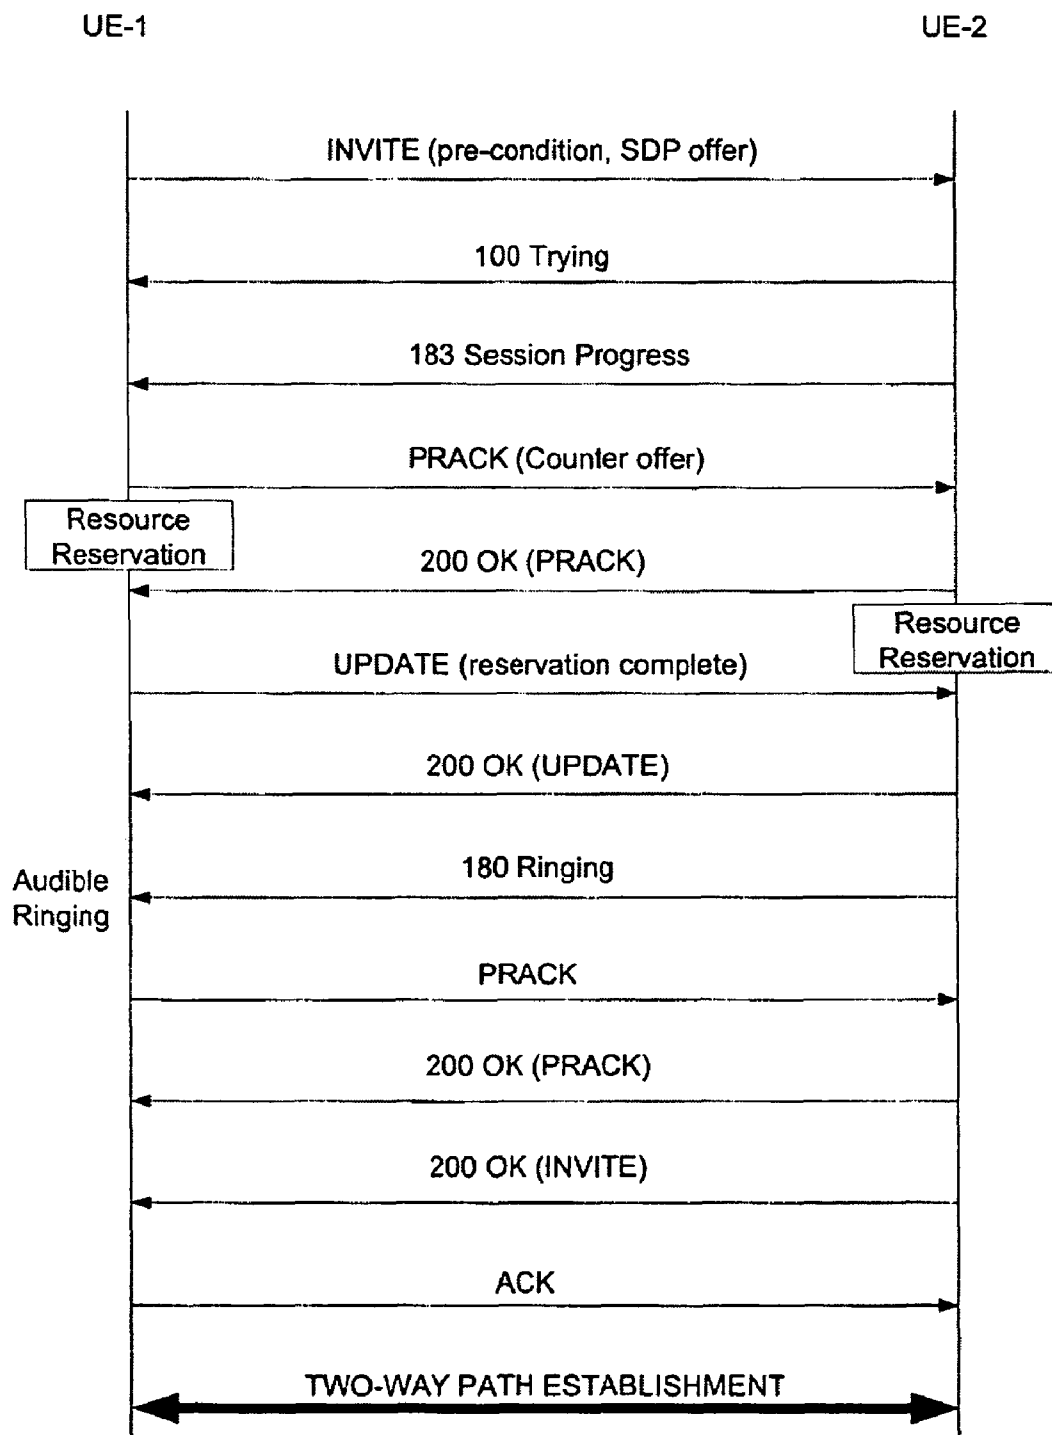 UE-1
UE-2
INVITE (pre-condition, SDP offer)
100 Trying
183 Session Progress
PRACK (Counter offer)
Resource
Reservation
200 OK (PRACK)
Resource
Reservation
UPDATE (reservation complete)
200 OK (UPDATE)
180 Ringing
Audible
Ringing
PRACK
200 OK (PRACK)
200 OK (INVITE)
ACK
TWO-WAY PATH ESTABLISHMENT